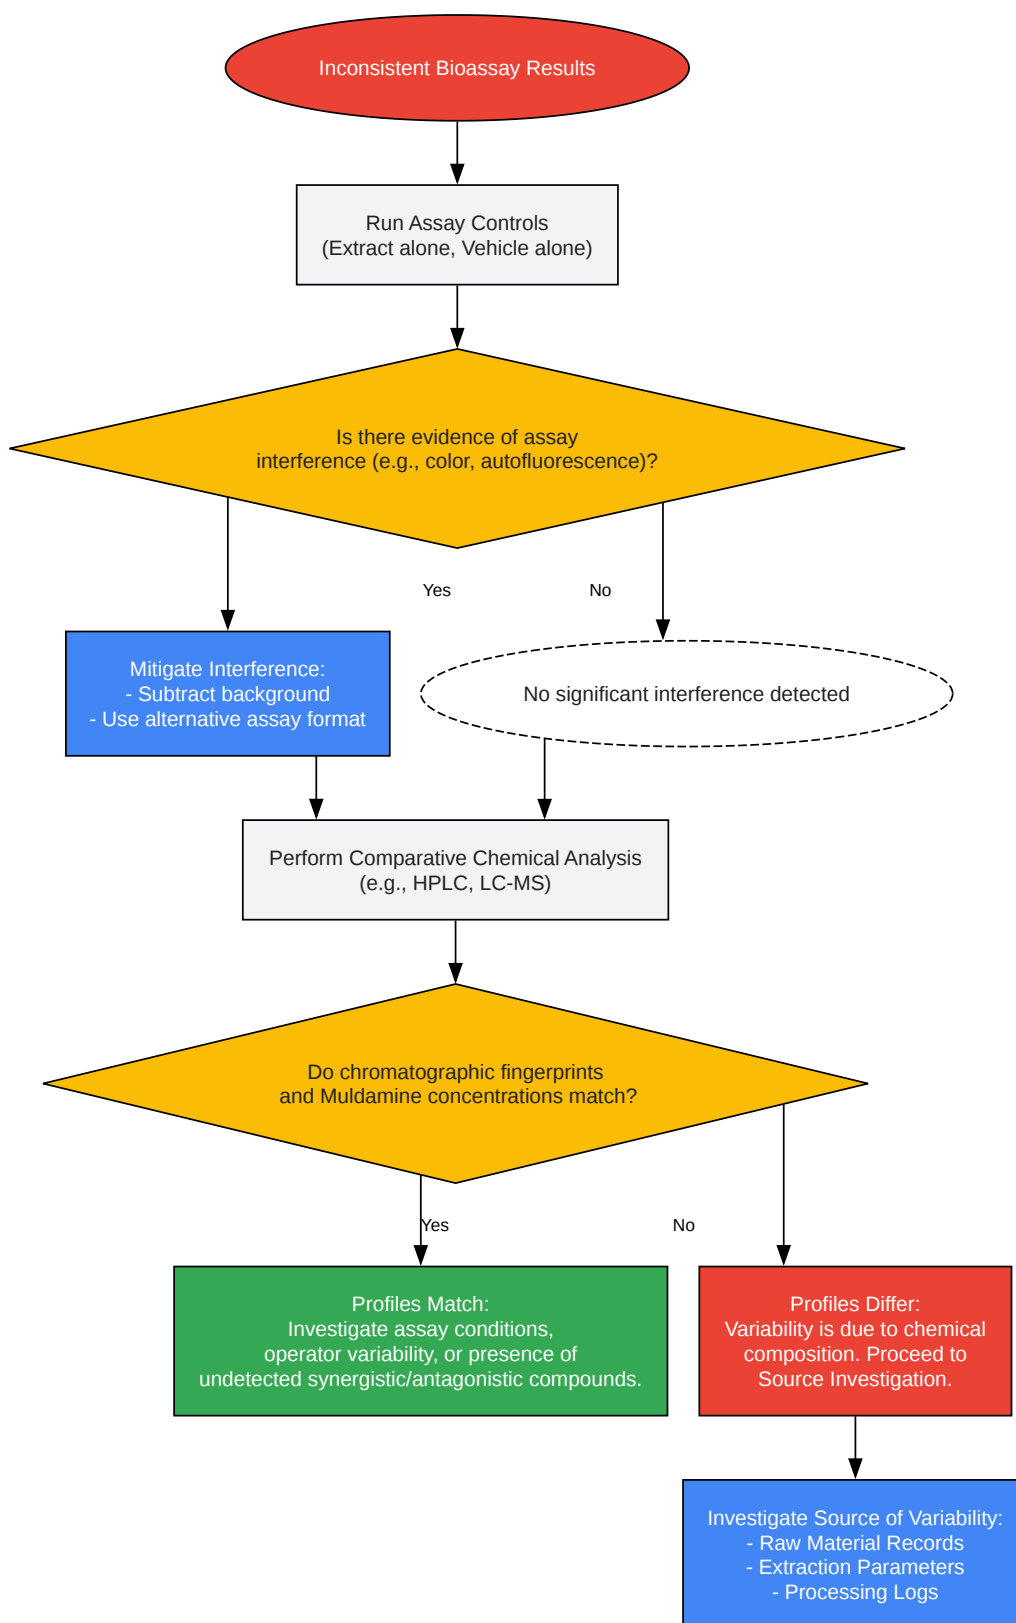 Inconsistent Bioassay Results
Run Assay Controls
(Extract alone, Vehicle alone)
Is there evidence of assay
interference (e.g., color, autofluorescence)?
Yes
No
Mitigate Interference:
- Subtract background
- Use alternative assay format
No significant interference detected
Perform Comparative Chemical Analysis
(e.g., HPLC, LC-MS)
Do chromatographic fingerprints
and Muldamine concentrations match?
Yes
No
Profiles Match:
Investigate assay conditions,
operator variability, or presence of
undetected synergistic/antagonistic compounds.
Profiles Differ:
Variability is due to chemical
composition. Proceed to
Source Investigation.
Investigate Source of Variability:
- Raw Material Records
- Extraction Parameters
- Processing Logs